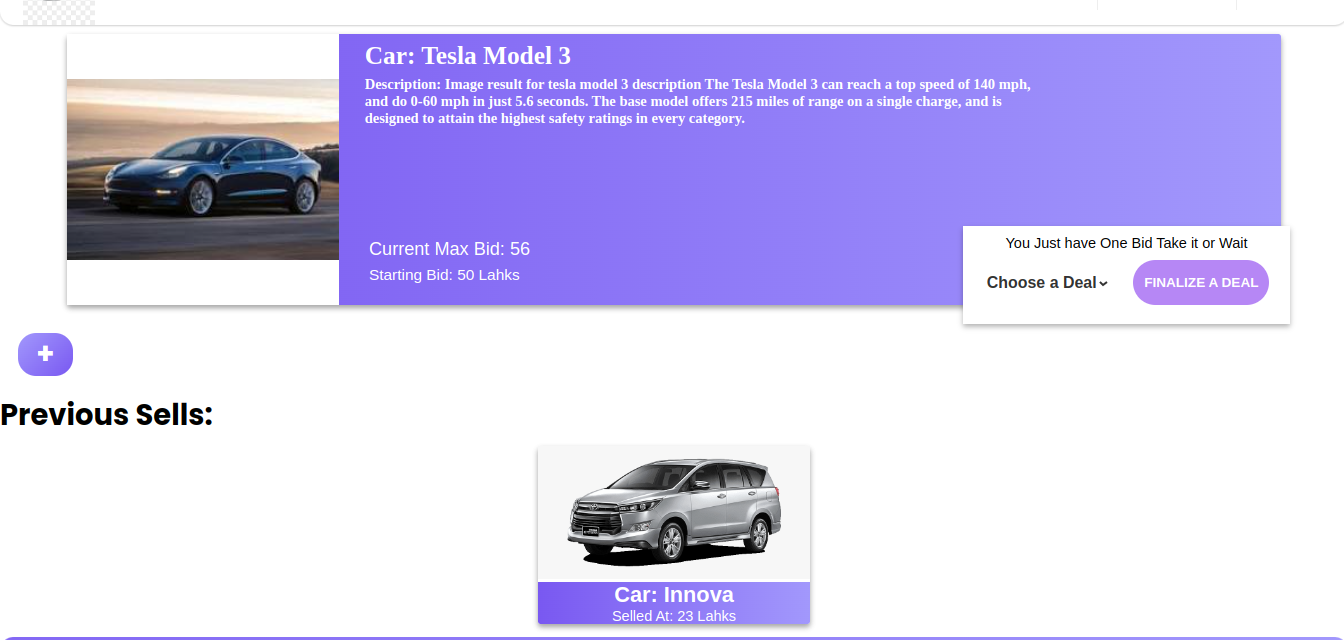 Car: Tesla Model 3
Description: Image result for tesla model 3 description The Tesla Model 3 can reach a top speed of 140 mph,
and do 0-60 mph in just 5.6 seconds. The base model offers 215 miles of range on a single charge, and is
designed to attain the highest safety ratings in every category.
Current Max Bid: 56
Starting Bid: 50 Lahks
You Just have One Bid Take it or Wait
Choose a Deal
FINALIZE A DEAL
Previous Sells:
Car: Innova
Selled At: 23 Lahks